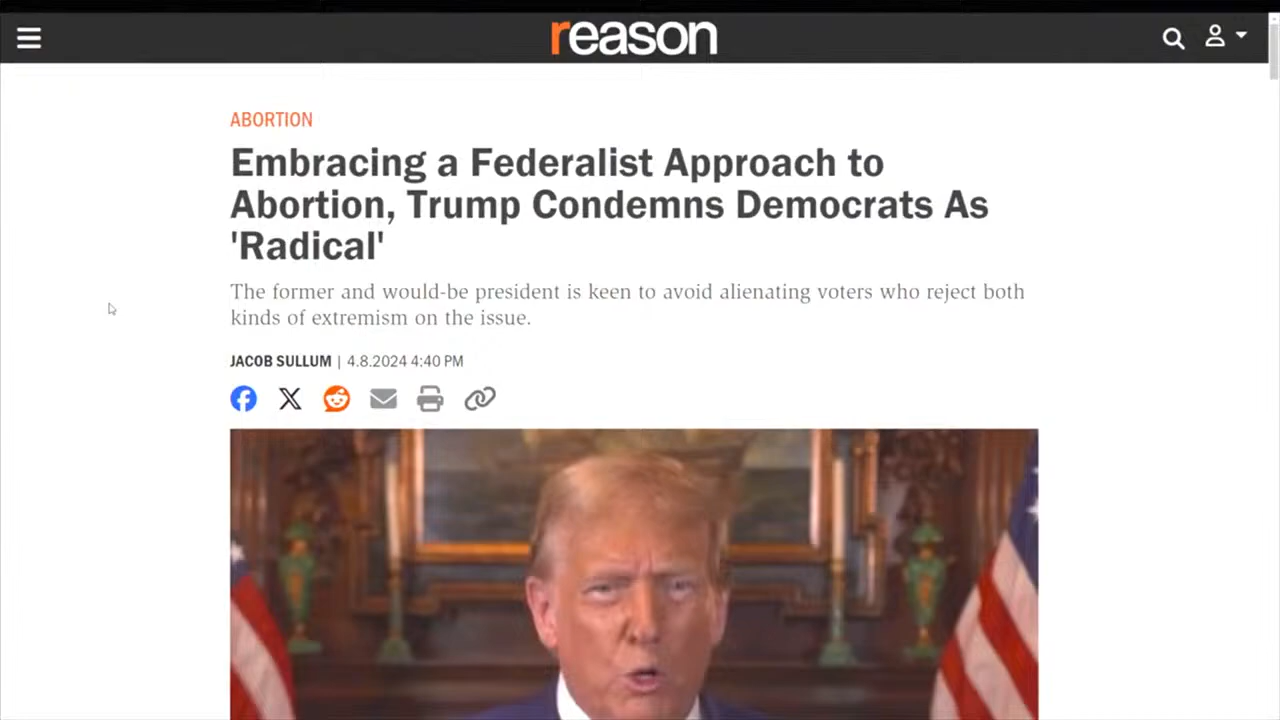 reason
ABORTION
Embracing a Federalist Approach to
Abortion, Trump Condemns Democrats As
'Radical'
The former and would-be president is keen to avoid alienating voters who reject both
kinds of extremism on the issue.
JACOB SULLUM | 4.8.2024 4:40 PM